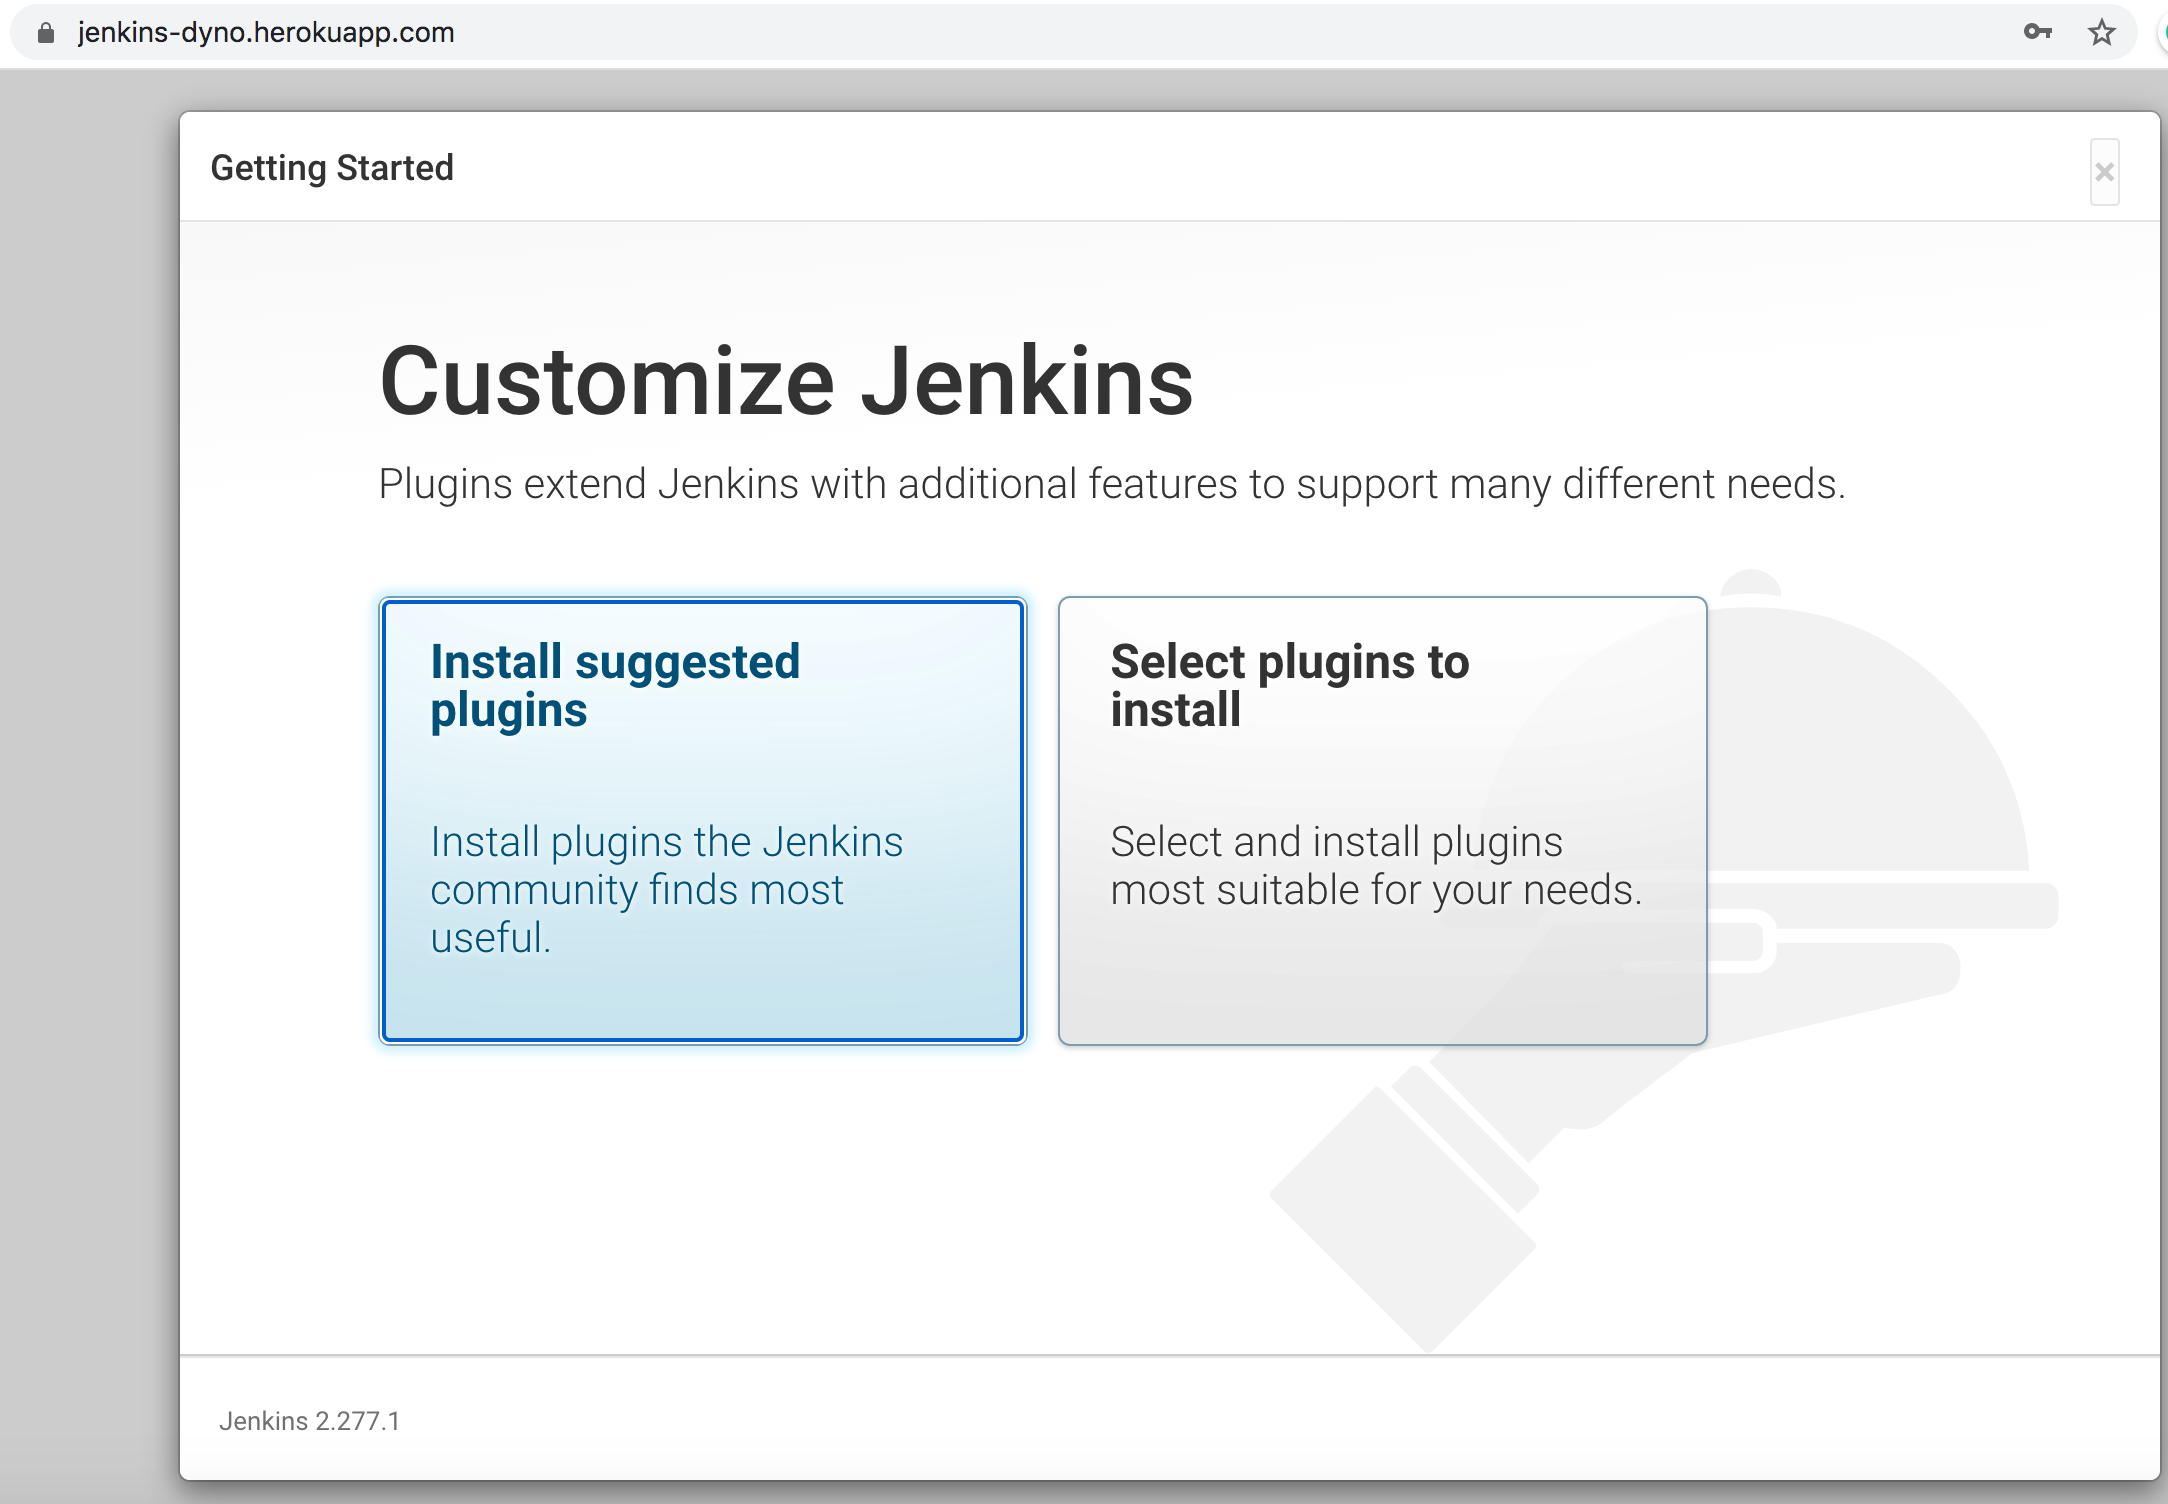 jenkins-dyno.herokuapp.com
Getting Started
×
Customize Jenkins
Plugins extend Jenkins with additional features to support many different needs.
Install suggested
plugins
Install plugins the Jenkins
community finds most
useful.
Select plugins to
install
Select and install plugins
most suitable for your needs.
Jenkins 2.277.1